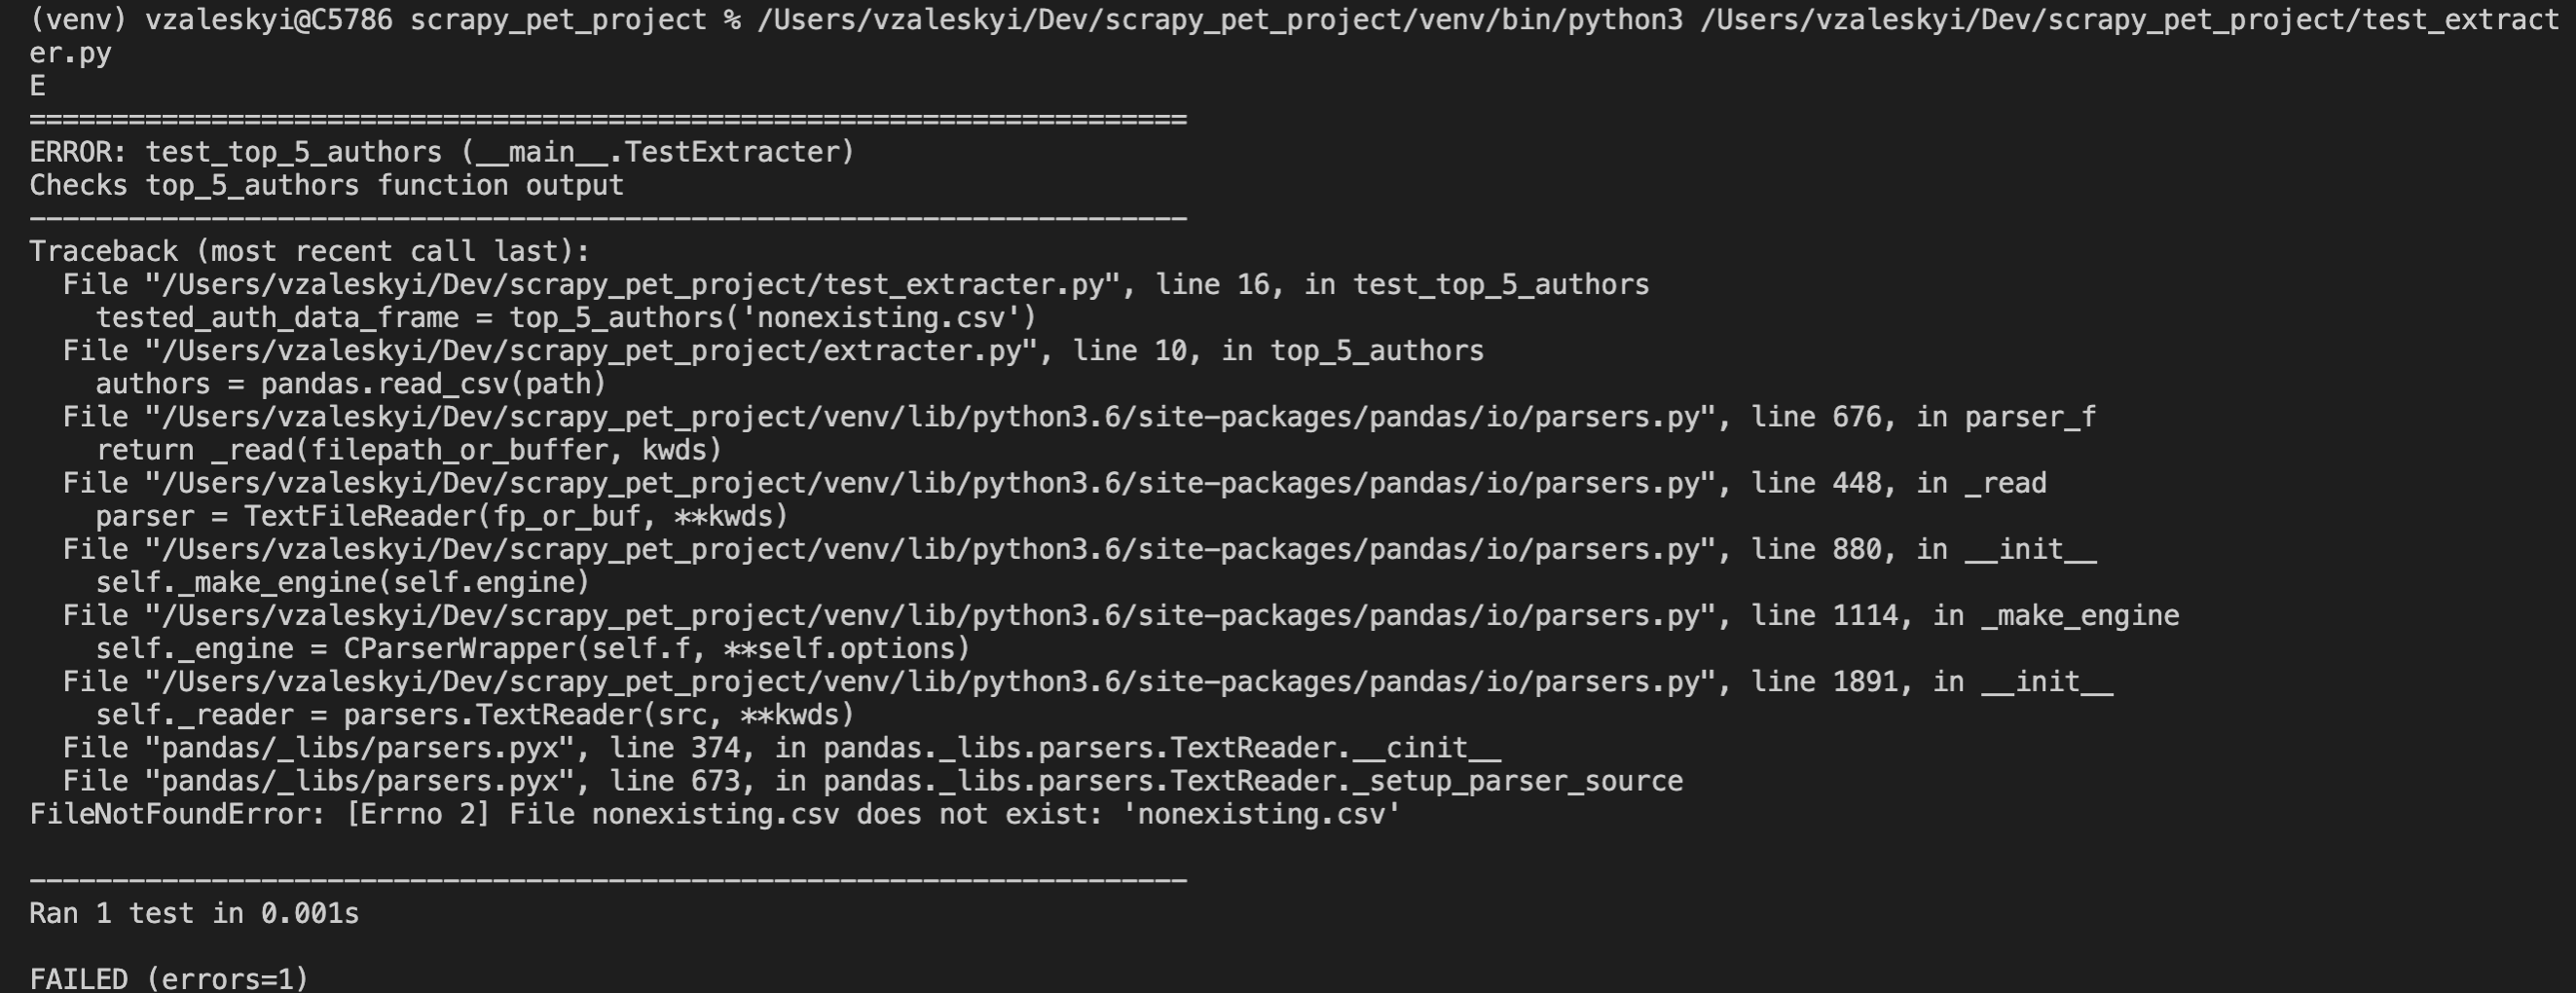 (venv) vzaleskyi@C5786 scrapy_pet_project % /Users/vzaleskyi/Dev/scrapy_pet_project/venv/bin/python3 /Users/vzaleskyi/Dev/scrapy_pet_project/test_extract
er.py
E
======================================================================
ERROR: test_top_5_authors (__main__.TestExtracter)
Checks top_5_authors function output
----------------------------------------------------------------------
Traceback (most recent call last):
  File "/Users/vzaleskyi/Dev/scrapy_pet_project/test_extracter.py", line 16, in test_top_5_authors
    tested_auth_data_frame = top_5_authors('nonexisting.csv')
  File "/Users/vzaleskyi/Dev/scrapy_pet_project/extracter.py", line 10, in top_5_authors
    authors = pandas.read_csv(path)
  File "/Users/vzaleskyi/Dev/scrapy_pet_project/venv/lib/python3.6/site-packages/pandas/io/parsers.py", line 676, in parser_f
    return _read(filepath_or_buffer, kwds)
  File "/Users/vzaleskyi/Dev/scrapy_pet_project/venv/lib/python3.6/site-packages/pandas/io/parsers.py", line 448, in _read
    parser = TextFileReader(fp_or_buf, **kwds)
  File "/Users/vzaleskyi/Dev/scrapy_pet_project/venv/lib/python3.6/site-packages/pandas/io/parsers.py", line 880, in __init__
    self._make_engine(self.engine)
  File "/Users/vzaleskyi/Dev/scrapy_pet_project/venv/lib/python3.6/site-packages/pandas/io/parsers.py", line 1114, in _make_engine
    self._engine = CParserWrapper(self.f, **self.options)
  File "/Users/vzaleskyi/Dev/scrapy_pet_project/venv/lib/python3.6/site-packages/pandas/io/parsers.py", line 1891, in __init__
    self._reader = parsers.TextReader(src, **kwds)
  File "pandas/_libs/parsers.pyx", line 374, in pandas._libs.parsers.TextReader.__cinit__
  File "pandas/_libs/parsers.pyx", line 673, in pandas._libs.parsers.TextReader._setup_parser_source
FileNotFoundError: [Errno 2] File nonexisting.csv does not exist: 'nonexisting.csv'

----------------------------------------------------------------------
Ran 1 test in 0.001s

FAILED (errors=1)